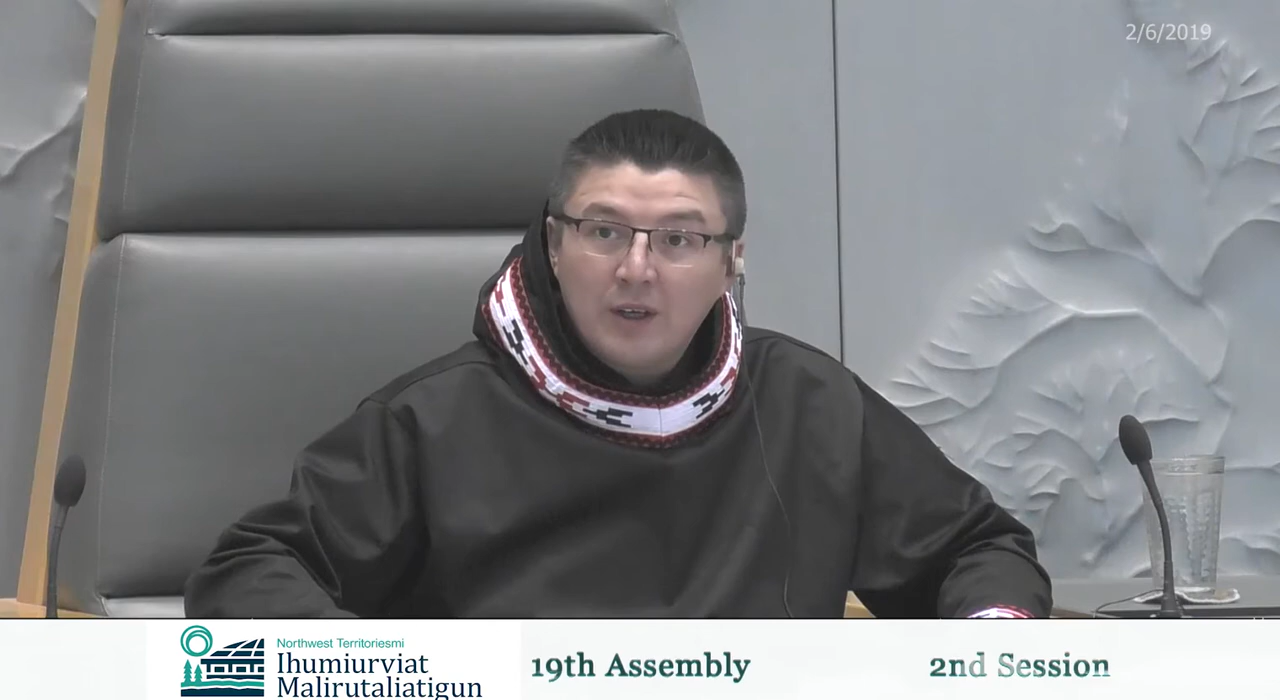 2/6/2019
Northwest Territoriesmi
Ihumiurviat
Malirutaliatigun
19th Assembly
2nd Session